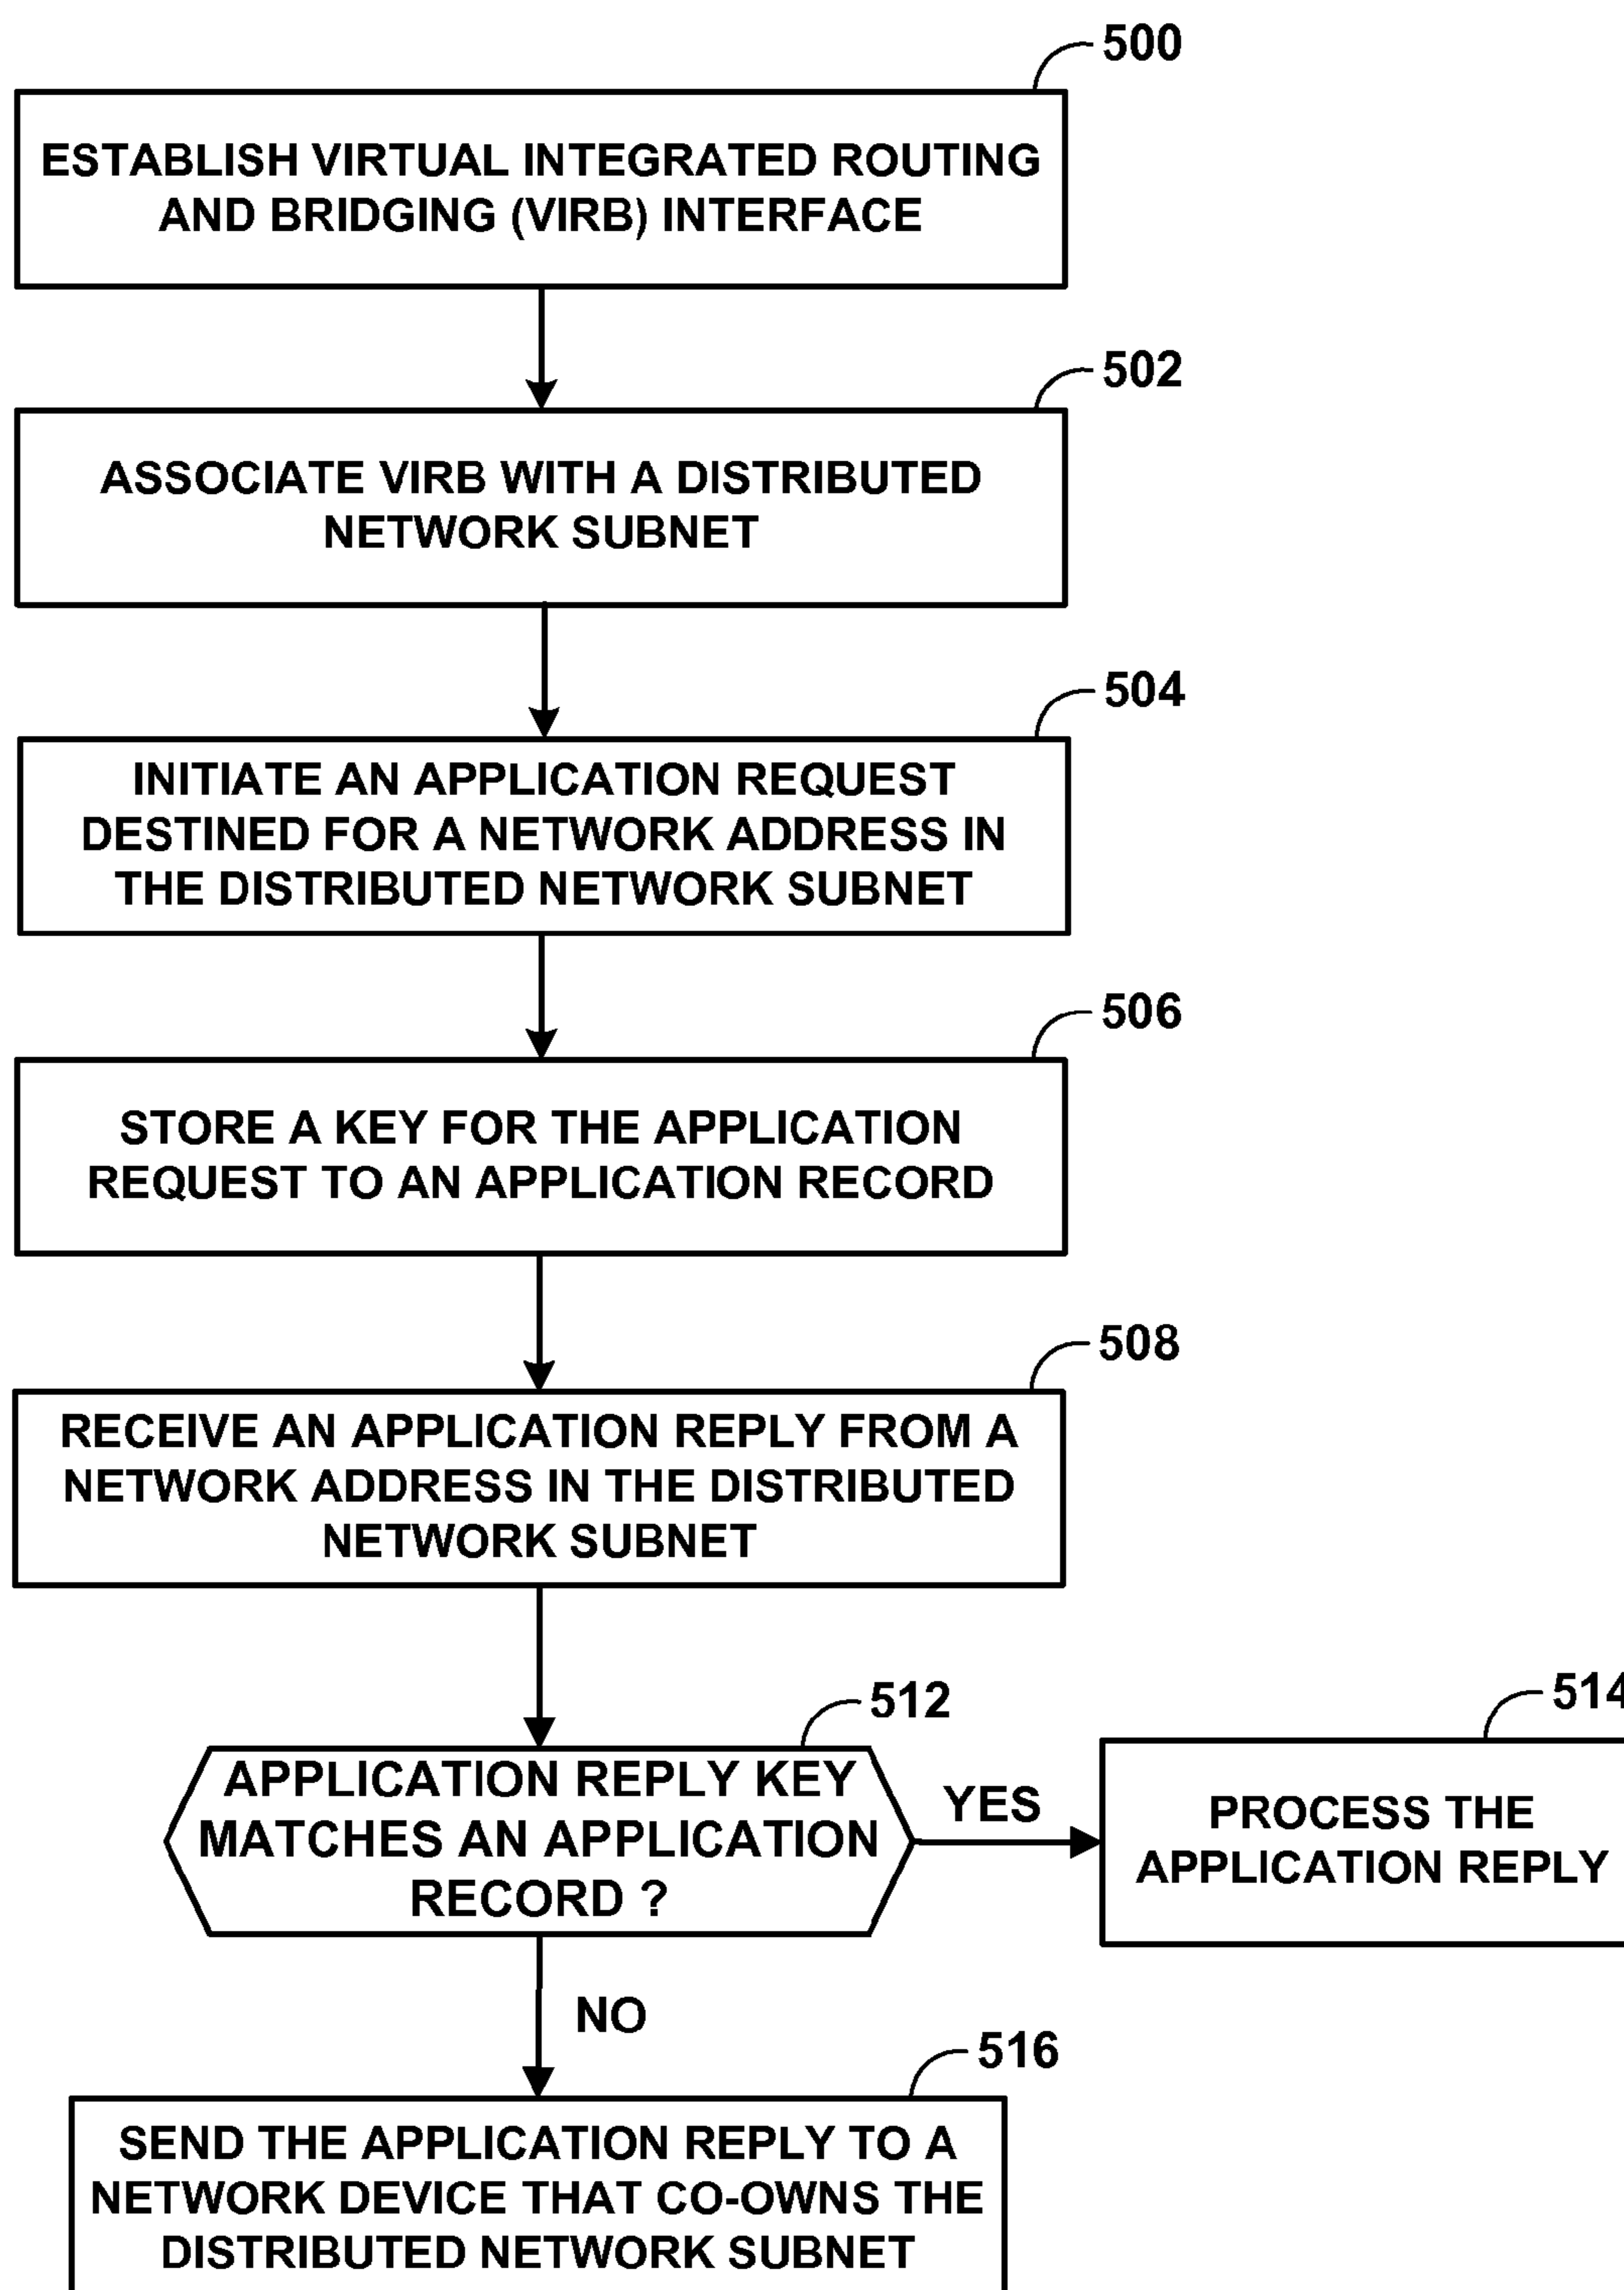 500
ESTABLISH VIRTUAL INTEGRATED ROUTING
AND BRIDGING (VIRB) INTERFACE
502
ASSOCIATE VIRB WITH A DISTRIBUTED
NETWORK SUBNET
504
INITIATE AN APPLICATION REQUEST
DESTINED FOR A NETWORK ADDRESS IN
THE DISTRIBUTED NETWORK SUBNET
506
STORE A KEY FOR THE APPLICATION
REQUEST TO AN APPLICATION RECORD
508
RECEIVE AN APPLICATION REPLY FROM A
NETWORK ADDRESS IN THE DISTRIBUTED
NETWORK SUBNET
512
APPLICATION REPLY KEY
MATCHES AN APPLICATION
RECORD ?
YES
514
PROCESS THE
APPLICATION REPLY
NO
516
SEND THE APPLICATION REPLY TO A
NETWORK DEVICE THAT CO-OWNS THE
DISTRIBUTED NETWORK SUBNET